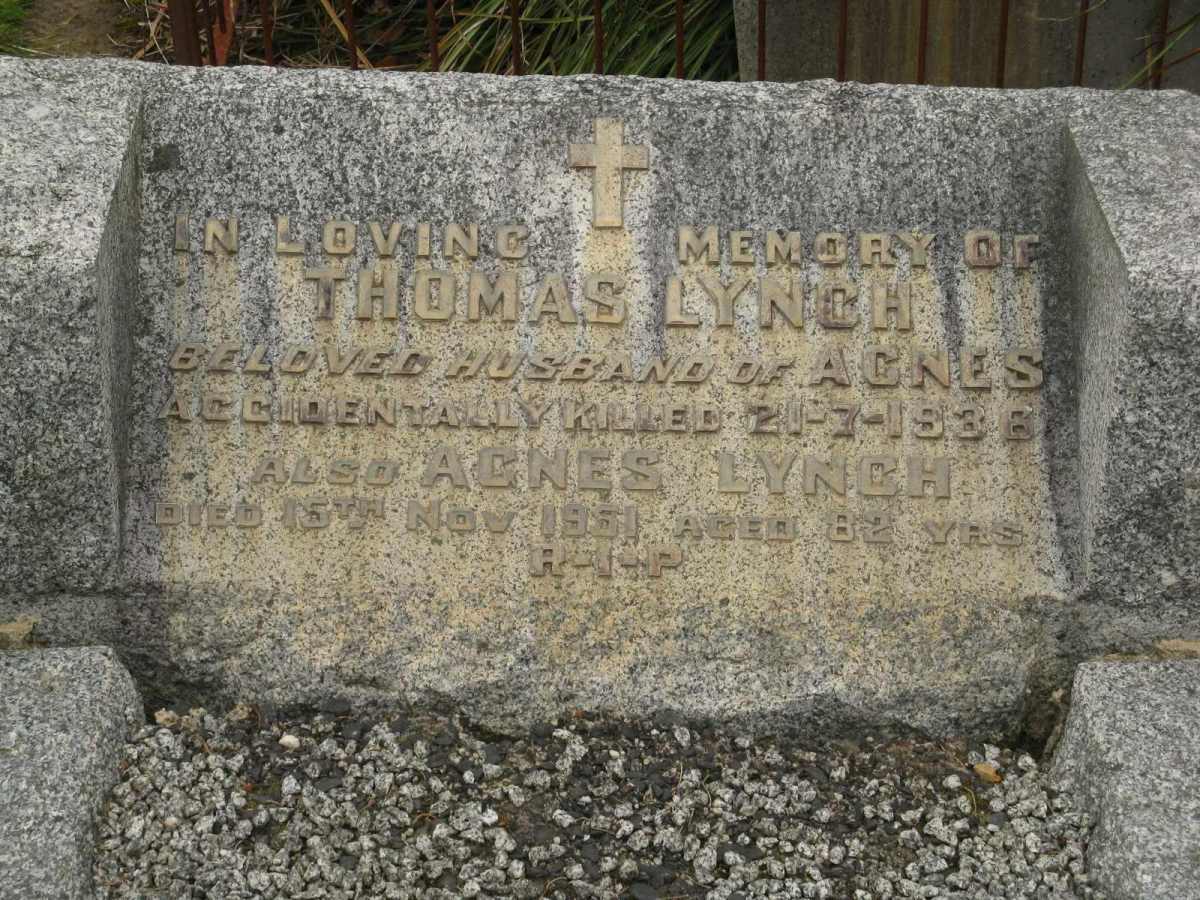 IN LOVING MEMORY OF
THOMAS LYNCH
BELOVED HUSBAND OF AGNES
ACCIDENTALLY KILLED 21-7-1936
ALSO AGNES LYNCH
DIED 15TH NOV 1951 AGED 82 YRS
R-I-P